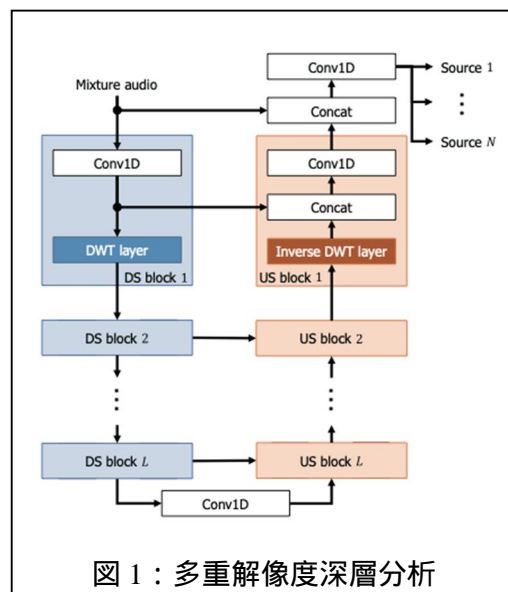 Conv1D
Source 1
Mixture audio
⋮
Concat
Source N
Conv1D
Conv1D
Concat
DWT layer
Inverse DWT layer
DS block 1
US block 1
DS block 2
US block 2
⋮
⋮
DS block L
US block L
Conv1D
図 1：多重解像度深層分析